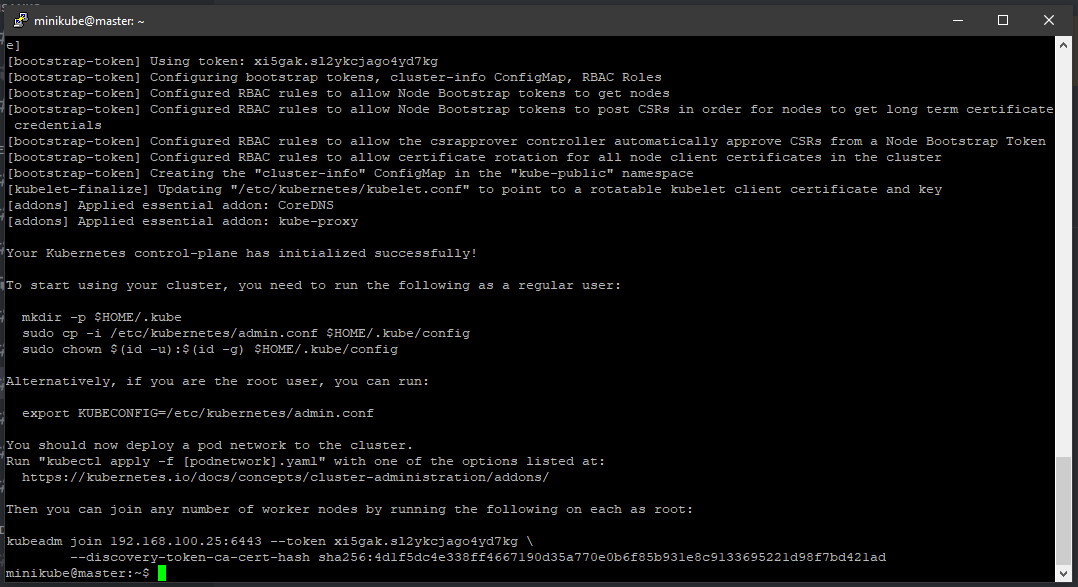 minikube@master: ~
e]
[bootstrap-token] Using token: xi5gak.sl2ykcjago4yd7kg
[bootstrap-token] Configuring bootstrap tokens, cluster-info ConfigMap, RBAC Roles
[bootstrap-token] Configured RBAC rules to allow Node Bootstrap tokens to get nodes
[bootstrap-token] Configured RBAC rules to allow Node Bootstrap tokens to post CSRs in order for nodes to get long term certificate
 credentials
[bootstrap-token] Configured RBAC rules to allow the csrapprover controller automatically approve CSRs from a Node Bootstrap Token
[bootstrap-token] Configured RBAC rules to allow certificate rotation for all node client certificates in the cluster
[bootstrap-token] Creating the "cluster-info" ConfigMap in the "kube-public" namespace
[kubelet-finalize] Updating "/etc/kubernetes/kubelet.conf" to point to a rotatable kubelet client certificate and key
[addons] Applied essential addon: CoreDNS
[addons] Applied essential addon: kube-proxy
Your Kubernetes control-plane has initialized successfully!
To start using your cluster, you need to run the following as a regular user:
  mkdir -p $HOME/.kube
  sudo cp -i /etc/kubernetes/admin.conf $HOME/.kube/config
  sudo chown $(id -u):$(id -g) $HOME/.kube/config
Alternatively, if you are the root user, you can run:
  export KUBECONFIG=/etc/kubernetes/admin.conf
You should now deploy a pod network to the cluster.
Run "kubectl apply -f [podnetwork].yaml" with one of the options listed at:
  https://kubernetes.io/docs/concepts/cluster-administration/addons/
Then you can join any number of worker nodes by running the following on each as root:
kubeadm join 192.168.100.25:6443 --token xi5gak.sl2ykcjago4yd7kg \
        --discovery-token-ca-cert-hash sha256:4d1f5dc4e338ff4667190d35a770e0b6f85b931e8c9133695221d98f7bd421ad
minikube@master:~$